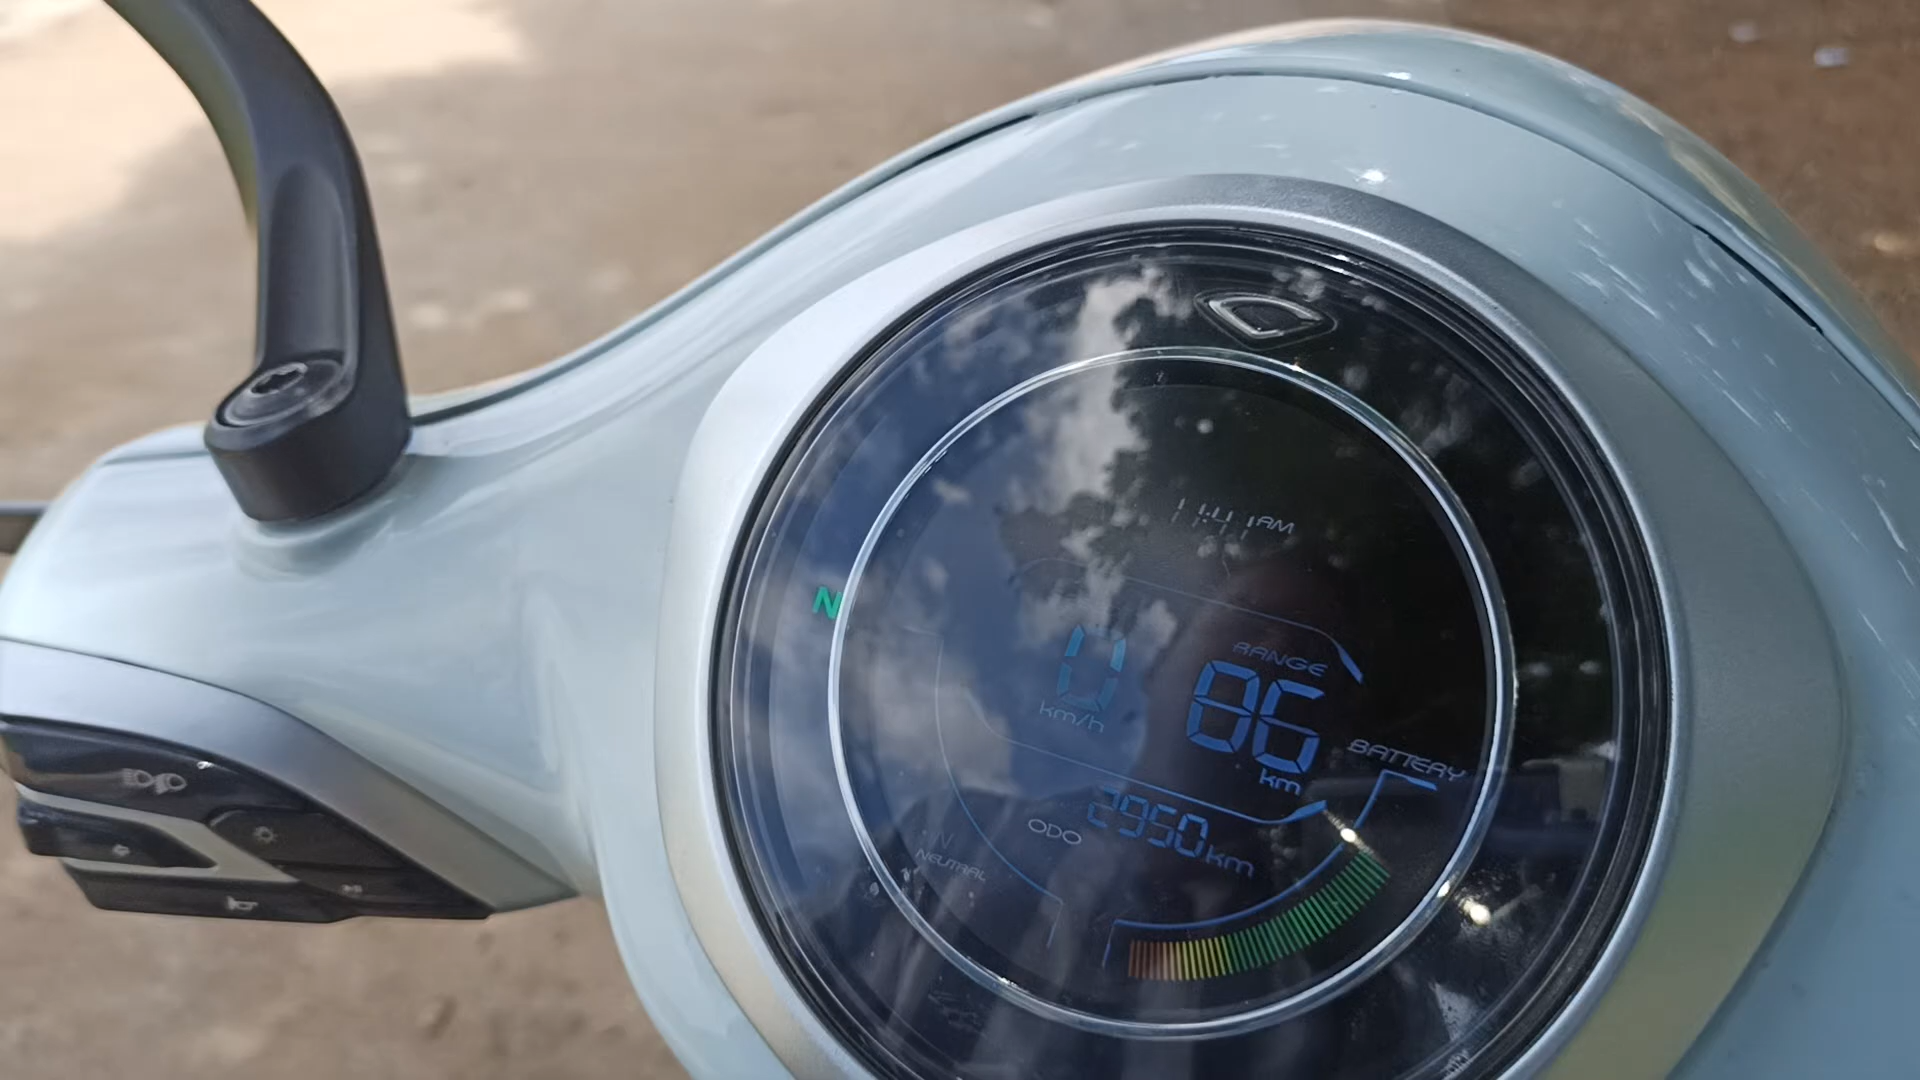 11:41 AM
N
RANGE
0
86
km/h
km
BATTERY
ODO 2950 km
N
NEUTRAL